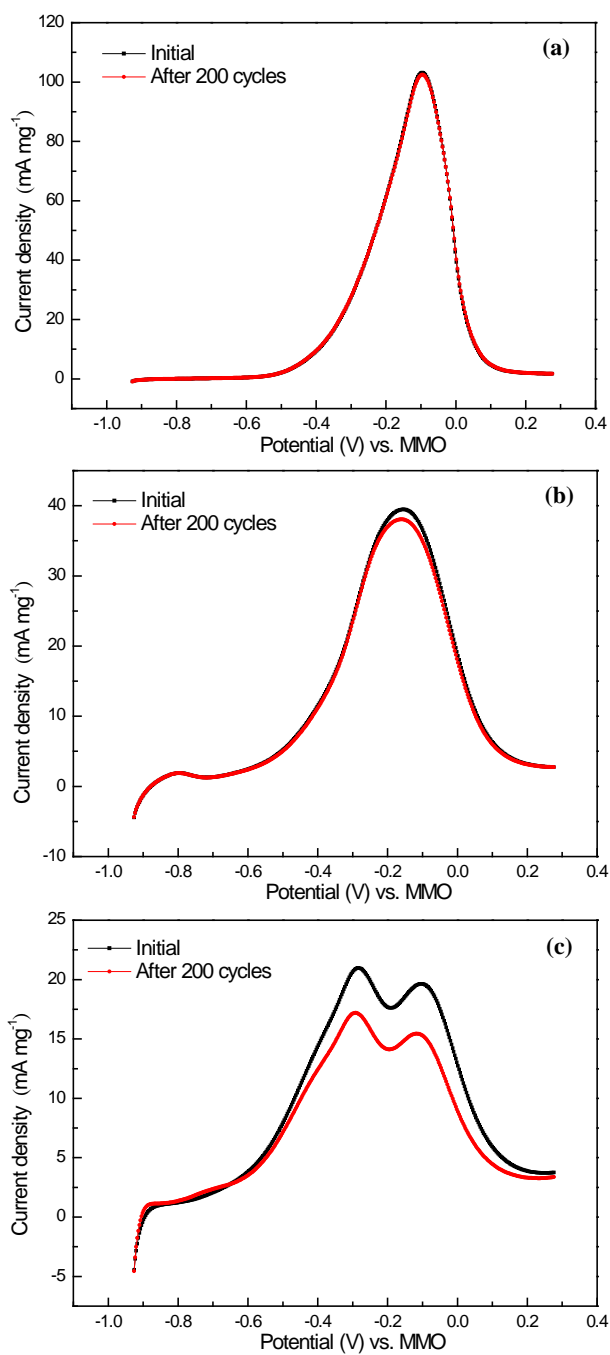 (a)
Initial
After 200 cycles
120
100
80
60
40
20
0
Current density (mA mg⁻¹)
-1.0 -0.8 -0.6 -0.4 -0.2 0.0 0.2 0.4
Potential (V) vs. MMO
(b)
Initial
After 200 cycles
40
30
20
10
0
-10
Current density (mA mg⁻¹)
-1.0 -0.8 -0.6 -0.4 -0.2 0.0 0.2 0.4
Potential (V) vs. MMO
(c)
Initial
After 200 cycles
25
20
15
10
5
0
-5
Current density (mA mg⁻¹)
-1.0 -0.8 -0.6 -0.4 -0.2 0.0 0.2 0.4
Potential (V) vs. MMO